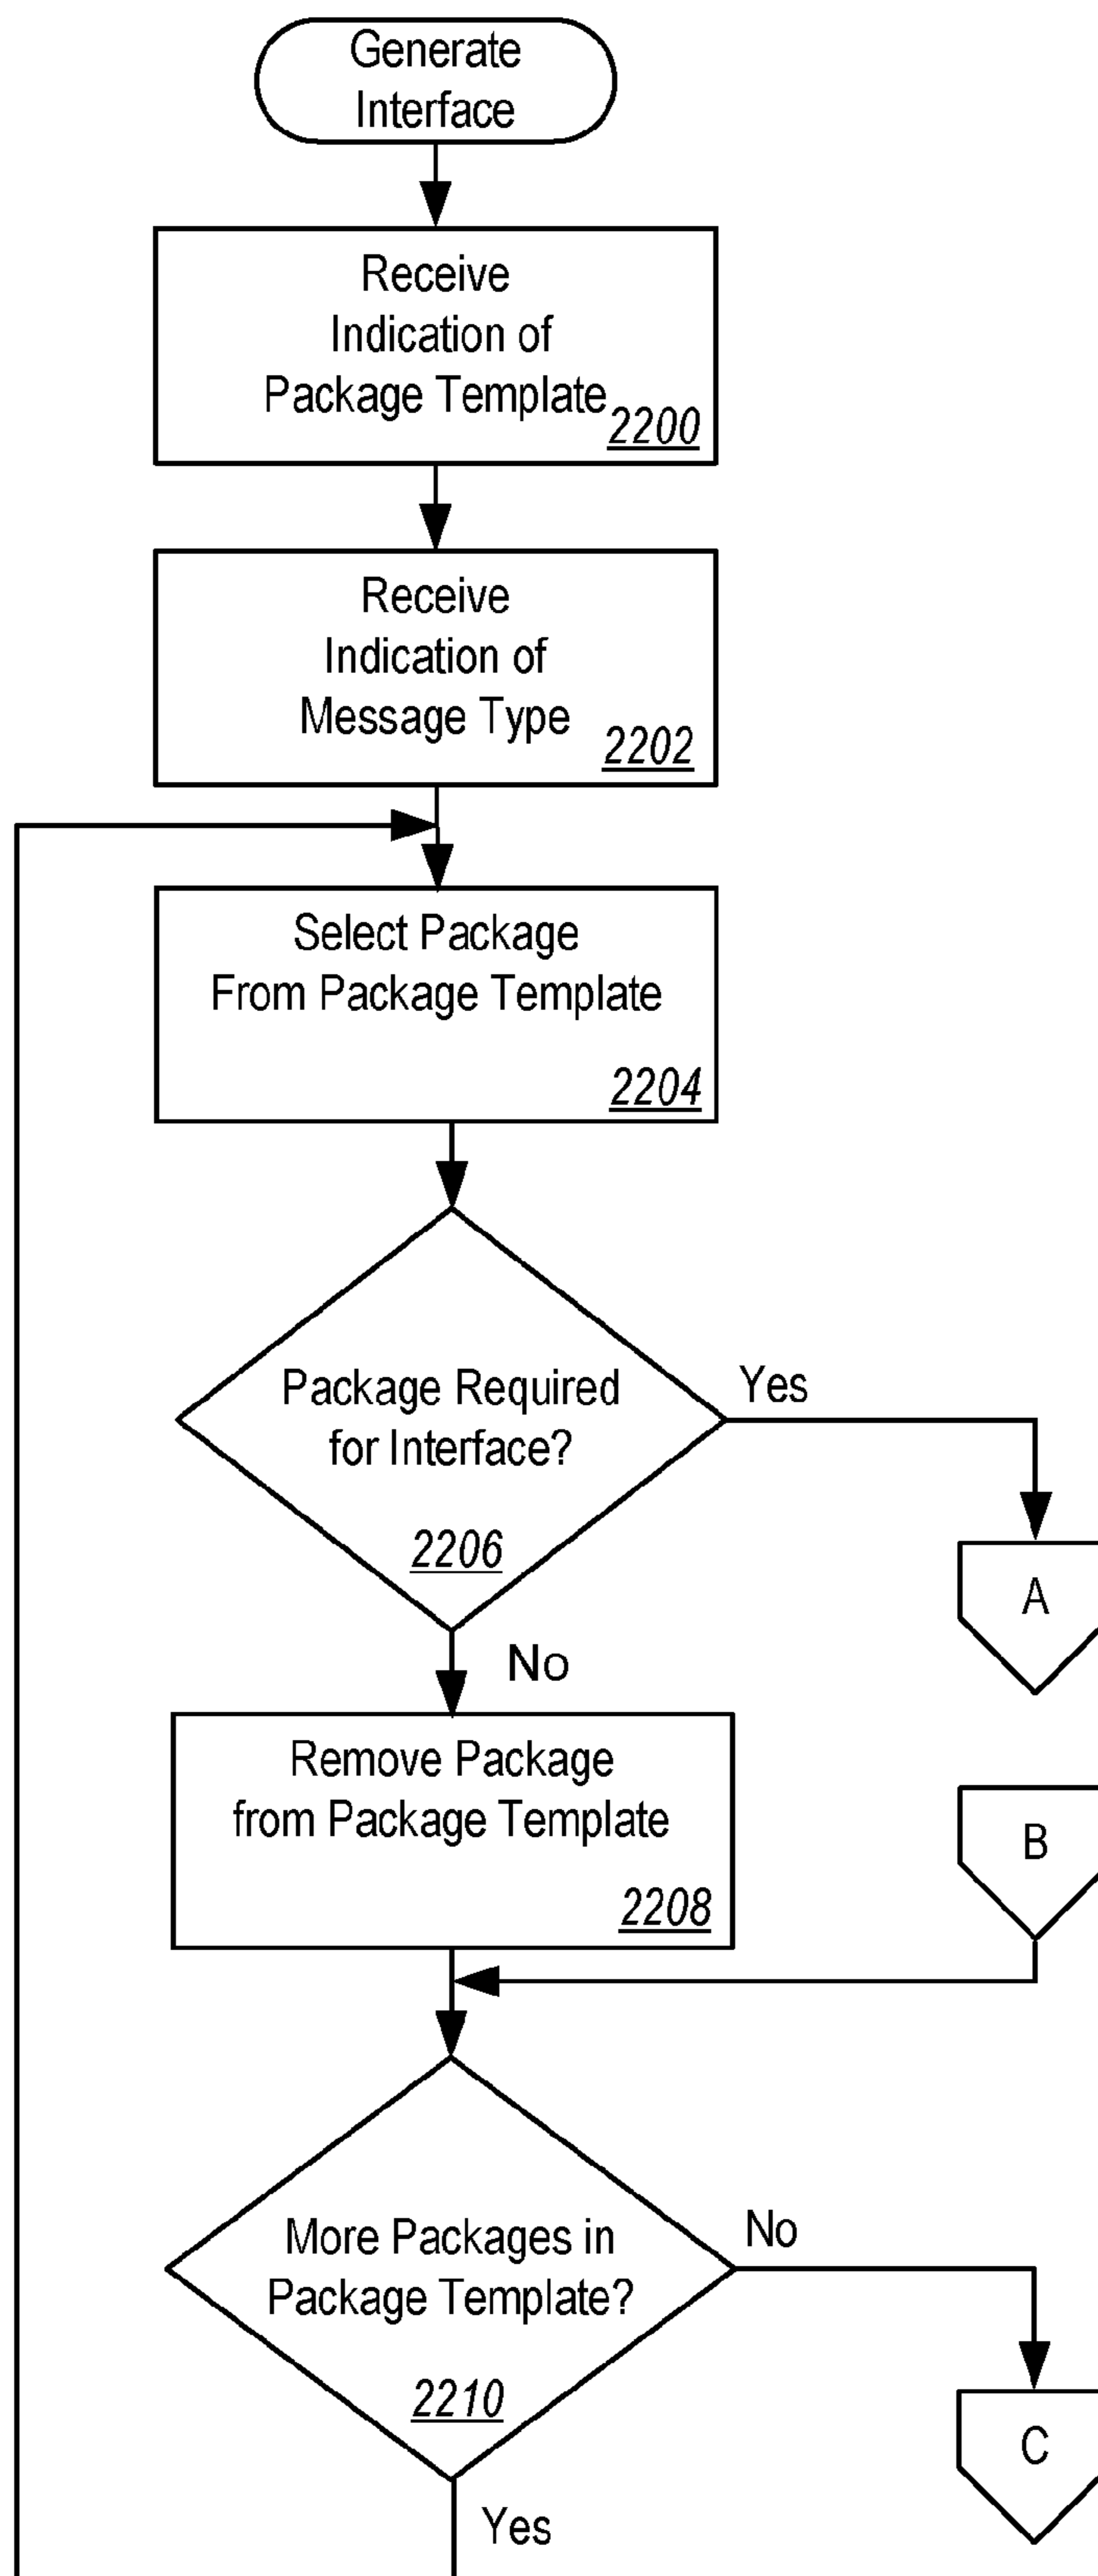 Generate
Interface
Receive
Indication of
Package Template
2200
Receive
Indication of
Message Type
2202
Select Package
From Package Template
2204
Package Required
for Interface?
2206
Yes
A
No
Remove Package
from Package Template
2208
B
More Packages in
Package Template?
2210
No
C
Yes